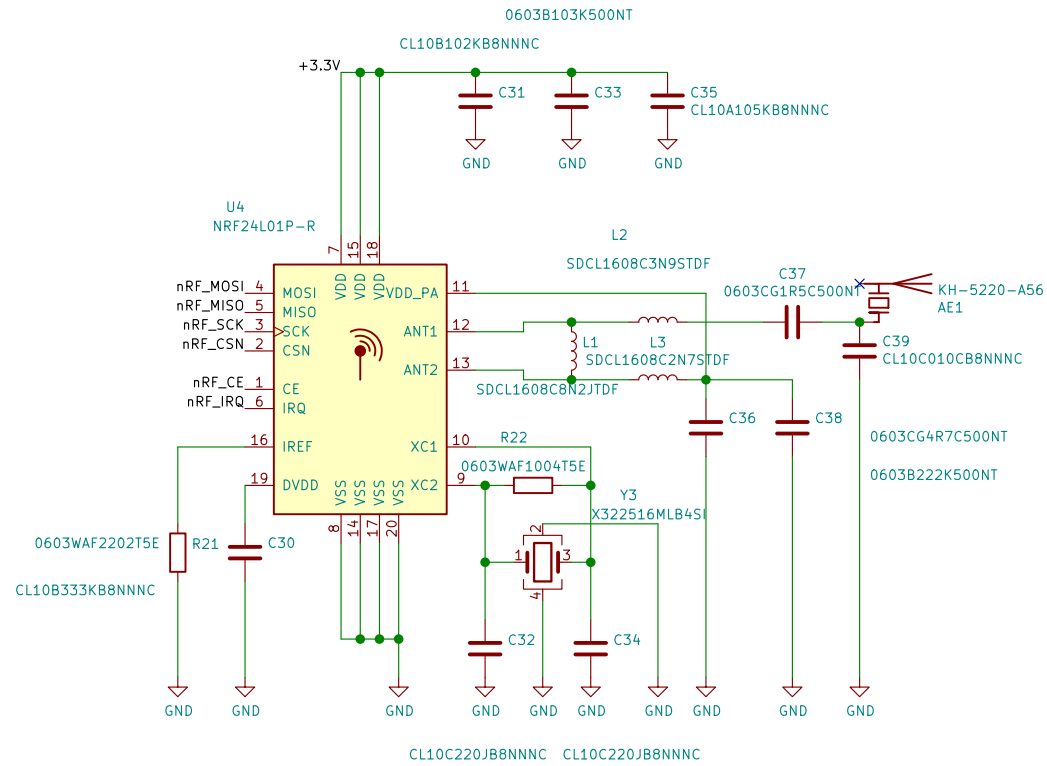 0603B103K500NT
CL10B102KB8NNNC
+3.3V
C31
C33
C35
CL10A105KB8NNNC
GND
GND
GND
U4
NRF24L01P-R
L2
SDCL1608C3N9STDF
7
15
18
C37
0603CG1R5C500NT
KH-5220-A56
AE1
nRF_MOSI 4 MOSI
VDD
VDD
VDD
VDD_PA 11
nRF_MISO 5 MISO
nRF_SCK 3 SCK
ANT1 12
nRF_CSN 2 CSN
L1
L3
C39
SDCL1608C2N7STDF
CL10C010CB8NNNC
ANT2 13
nRF_CE 1 CE
SDCL1608C8N2JTDF
nRF_IRQ 6 IRQ
C36
C38
16 IREF
XC1 10
R22
0603CG4R7C500NT
0603WAF1004T5E
19 DVDD
VSS
VSS
VSS
VSS
XC2 9
0603B222K500NT
Y3
X322516MLB4SI
8
14
17
20
2
0603WAF2202T5E
R21
C30
1
3
4
CL10B333KB8NNNC
C32
C34
GND
GND
GND
GND
GND
GND
GND
GND
GND
GND
CL10C220JB8NNNC
CL10C220JB8NNNC